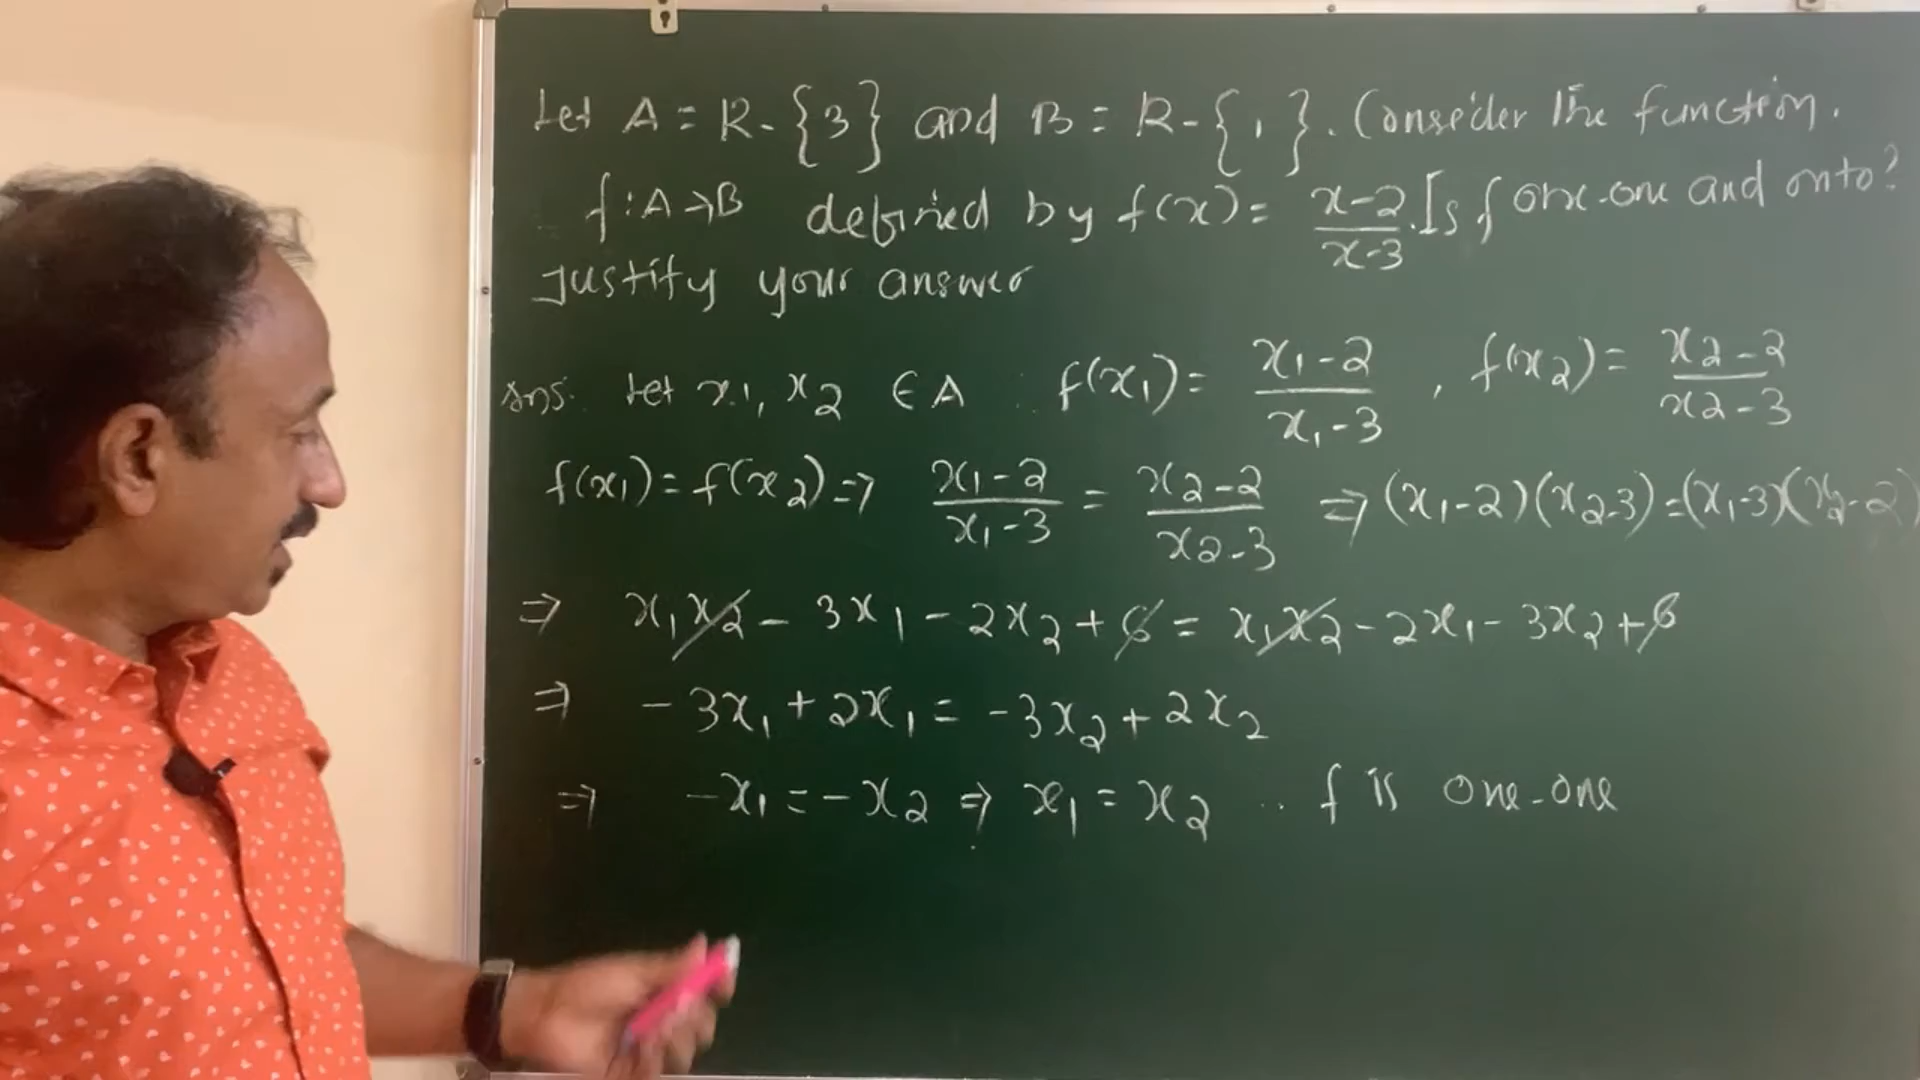 Let A = R - {3} and B = R - {1}. Consider the function.
f : A → B defined by f(x) = x-2/x-3. Is f one-one and onto?
Justify your answer
Ans: Let x1, x2 ∈ A ∴ f(x1) = x1-2/x1-3, f(x2) = x2-2/x2-3
f(x1) = f(x2) ⇒ x1-2/x1-3 = x2-2/x2-3 ⇒ (x1-2)(x2-3) = (x1-3)(x2-2)
⇒ x1x2 - 3x1 - 2x2 + 6 = x1x2 - 2x1 - 3x2 + 6
⇒ -3x1 + 2x1 = -3x2 + 2x2
⇒ -x1 = -x2 ⇒ x1 = x2 ∴ f is one-one